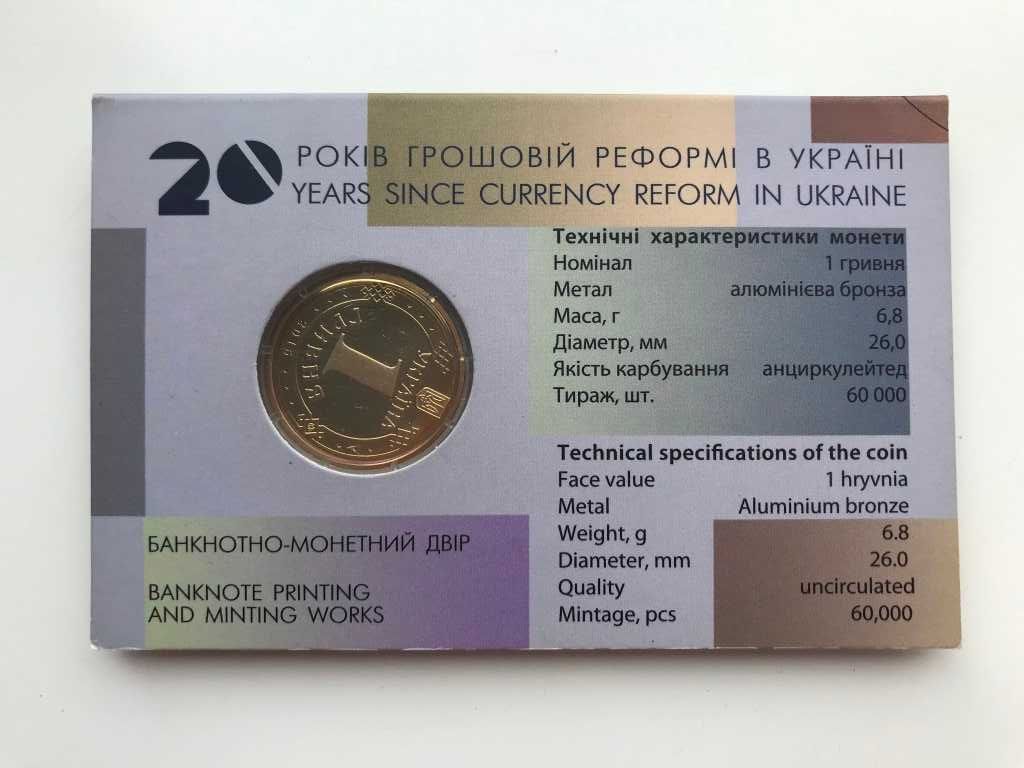 20 РОКІВ ГРОШОВІЙ РЕФОРМІ В УКРАЇНІ
YEARS SINCE CURRENCY REFORM IN UKRAINE
УКРАЇНА
1
ГРИВНЯ
2016
Технічні характеристики монети
Номінал 1 гривня
Метал алюмінієва бронза
Маса, г 6,8
Діаметр, мм 26,0
Якість карбування анциркулейтед
Тираж, шт. 60 000
Technical specifications of the coin
Face value 1 hryvnia
Metal Aluminium bronze
Weight, g 6.8
Diameter, mm 26.0
Quality uncirculated
Mintage, pcs 60,000
БАНКНОТНО-МОНЕТНИЙ ДВІР
BANKNOTE PRINTING
AND MINTING WORKS